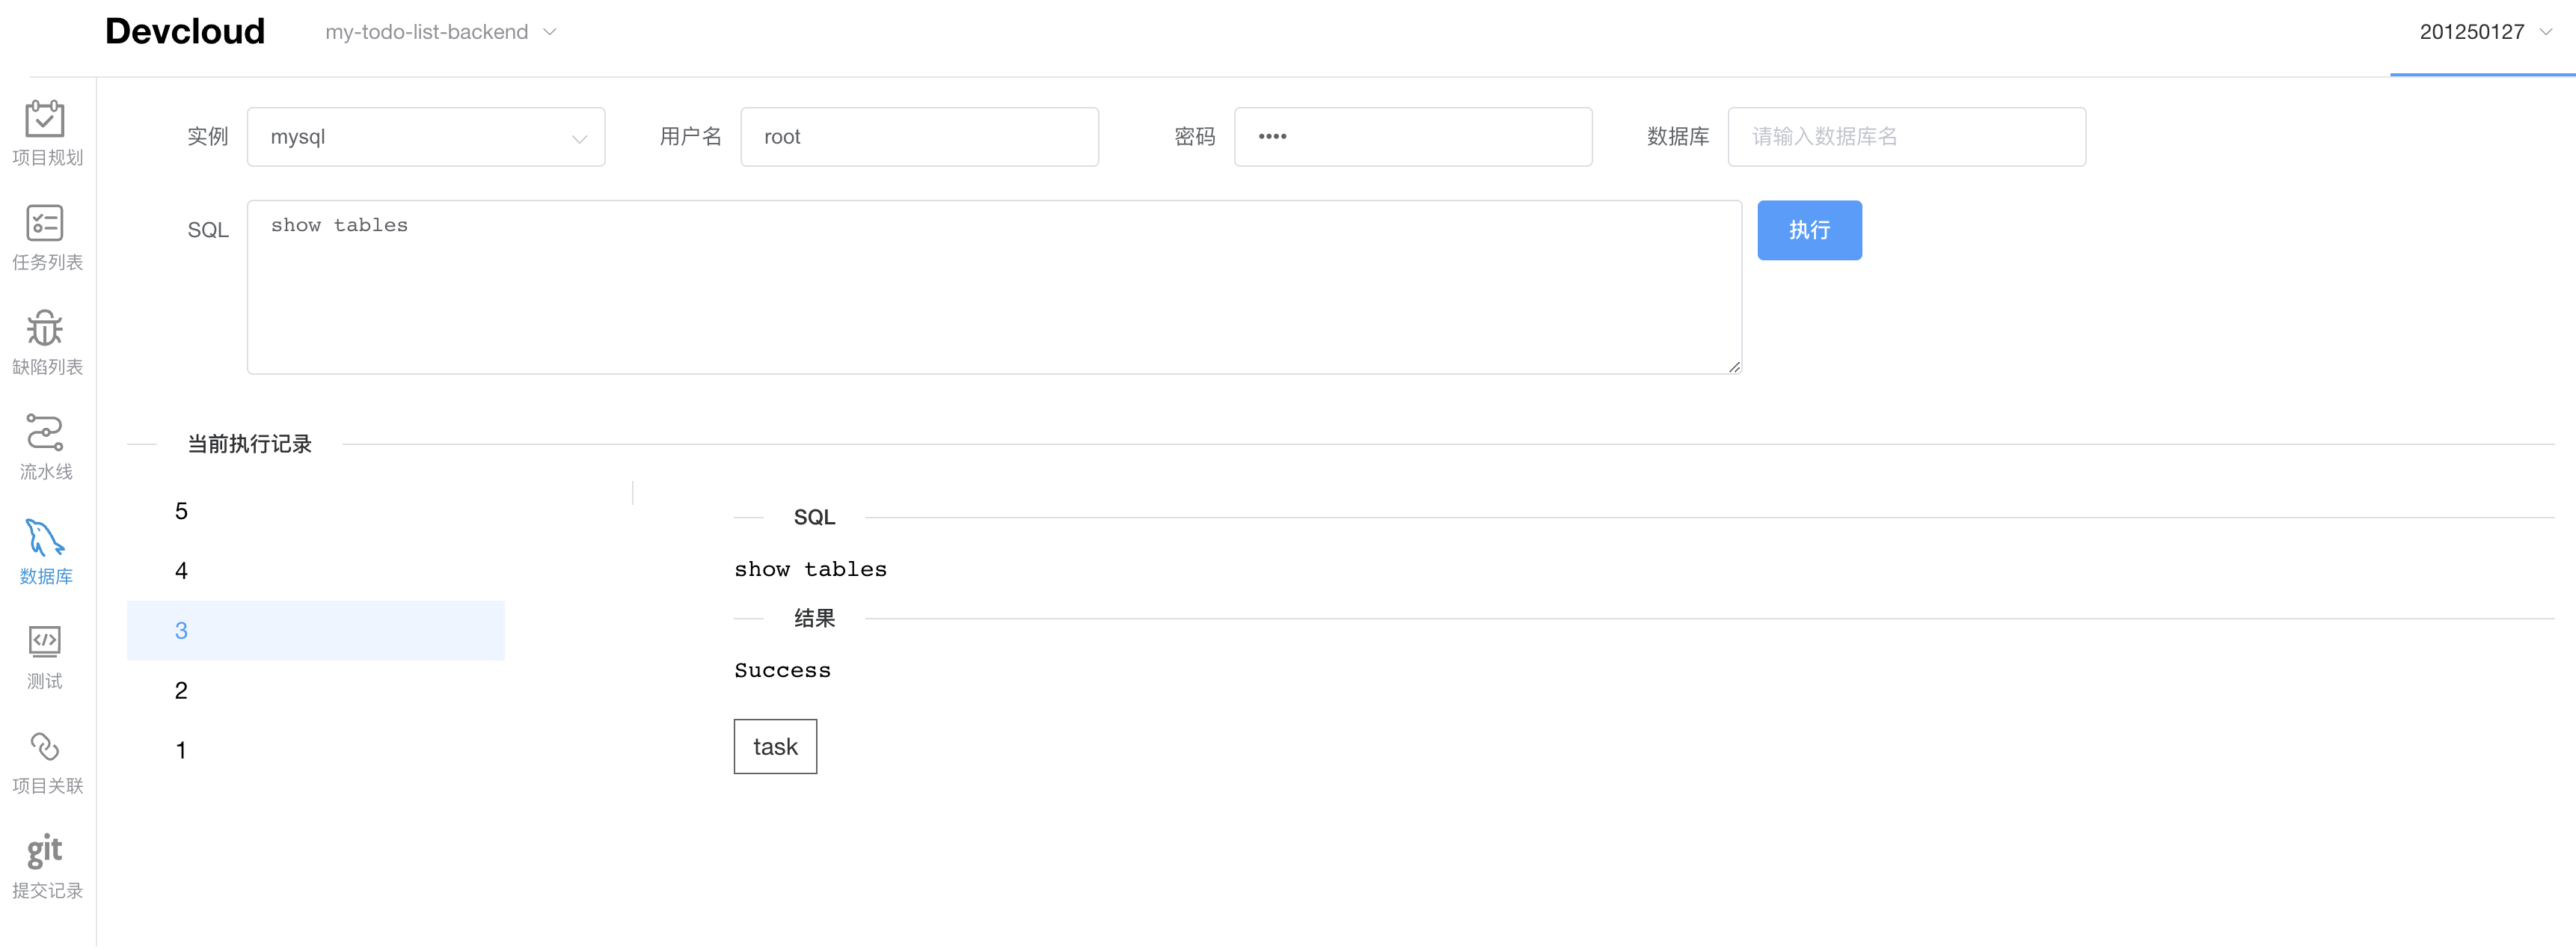 Devcloud
my-todo-list-backend
201250127
项目规划
任务列表
缺陷列表
流水线
数据库
测试
项目关联
git
提交记录
实例 mysql 用户名 root 密码 •••• 数据库 请输入数据库名
SQL show tables 执行
当前执行记录
5
4
3
2
1
SQL
show tables
结果
Success
task